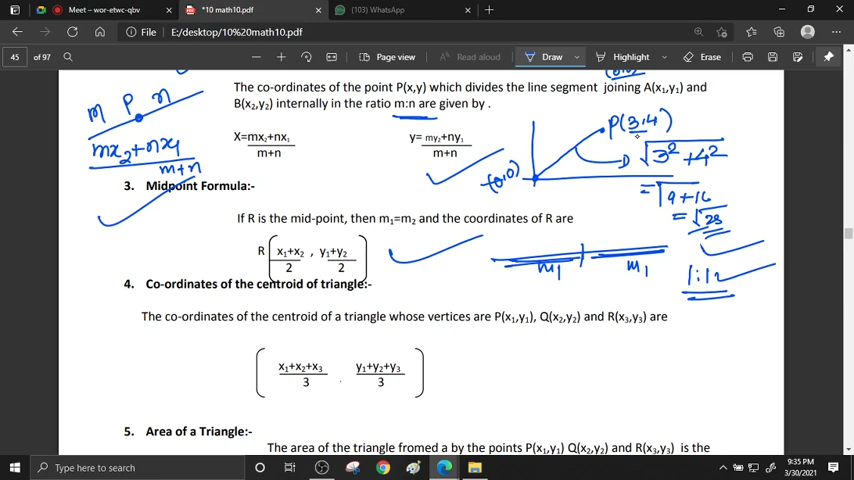 Meet – wor-etwc-qbv
*10 math10.pdf
(103) WhatsApp
File
E:/desktop/10%20math10.pdf
45
of 97
Page view
Read aloud
Draw
Highlight
Erase
The co-ordinates of the point P(x,y) which divides the line segment joining A(x₁,y₁) and
B(x₂,y₂) internally in the ratio m:n are given by .
m P n
mx₂+nx₁
m+n
X=mx₂+nx₁
m+n
y= my₂+ny₁
m+n
P(3,4)
(0,0)
√3² +4²
=√9+16
=√25
3. Midpoint Formula:-
If R is the mid-point, then m₁=m₂ and the coordinates of R are
R x₁+x₂ , y₁+y₂
2 2
m₁ m₁
4. Co-ordinates of the centroid of triangle:-
The co-ordinates of the centroid of a triangle whose vertices are P(x₁,y₁), Q(x₂,y₂) and R(x₃,y₃) are
x₁+x₂+x₃ y₁+y₂+y₃
3 3
5. Area of a Triangle:-
The area of the triangle fromed a by the points P(x₁,y₁) Q(x₂,y₂) and R(x₃,y₃) is the
Type here to search
9:35 PM
3/30/2021